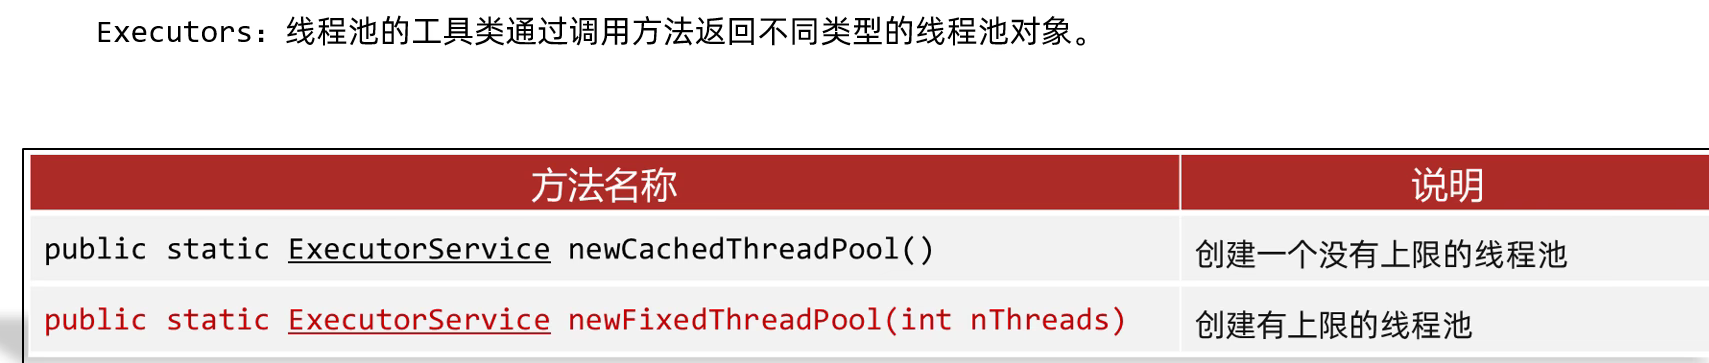 Executors：线程池的工具类通过调用方法返回不同类型的线程池对象。
方法名称 说明
public static ExecutorService newCachedThreadPool() 创建一个没有上限的线程池
public static ExecutorService newFixedThreadPool(int nThreads) 创建有上限的线程池